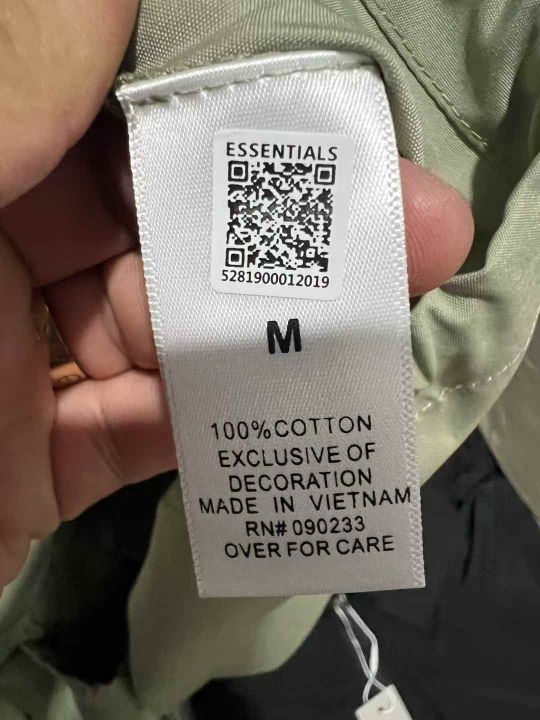 ESSENTIALS
5281900012019
M
100%COTTON
EXCLUSIVE OF
DECORATION
MADE IN VIETNAM
RN# 090233
OVER FOR CARE